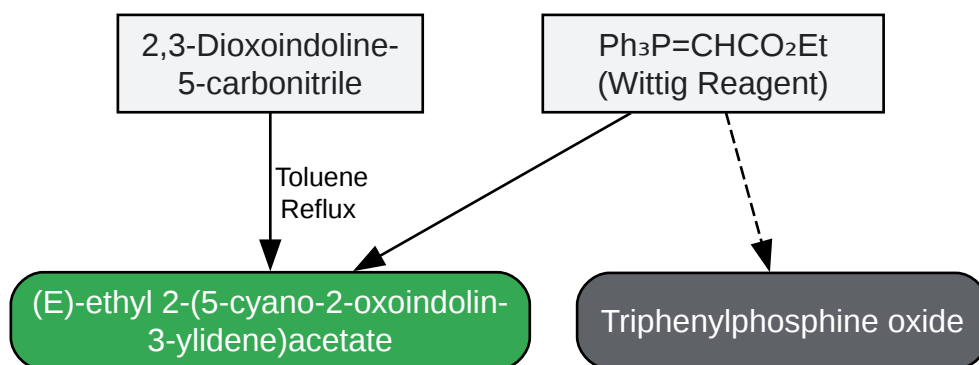 2,3-Dioxoindoline-
5-carbonitrile
Ph₃P=CHCO₂Et
(Wittig Reagent)
Toluene
Reflux
(E)-ethyl 2-(5-cyano-2-oxoindolin-
3-ylidene)acetate
Triphenylphosphine oxide